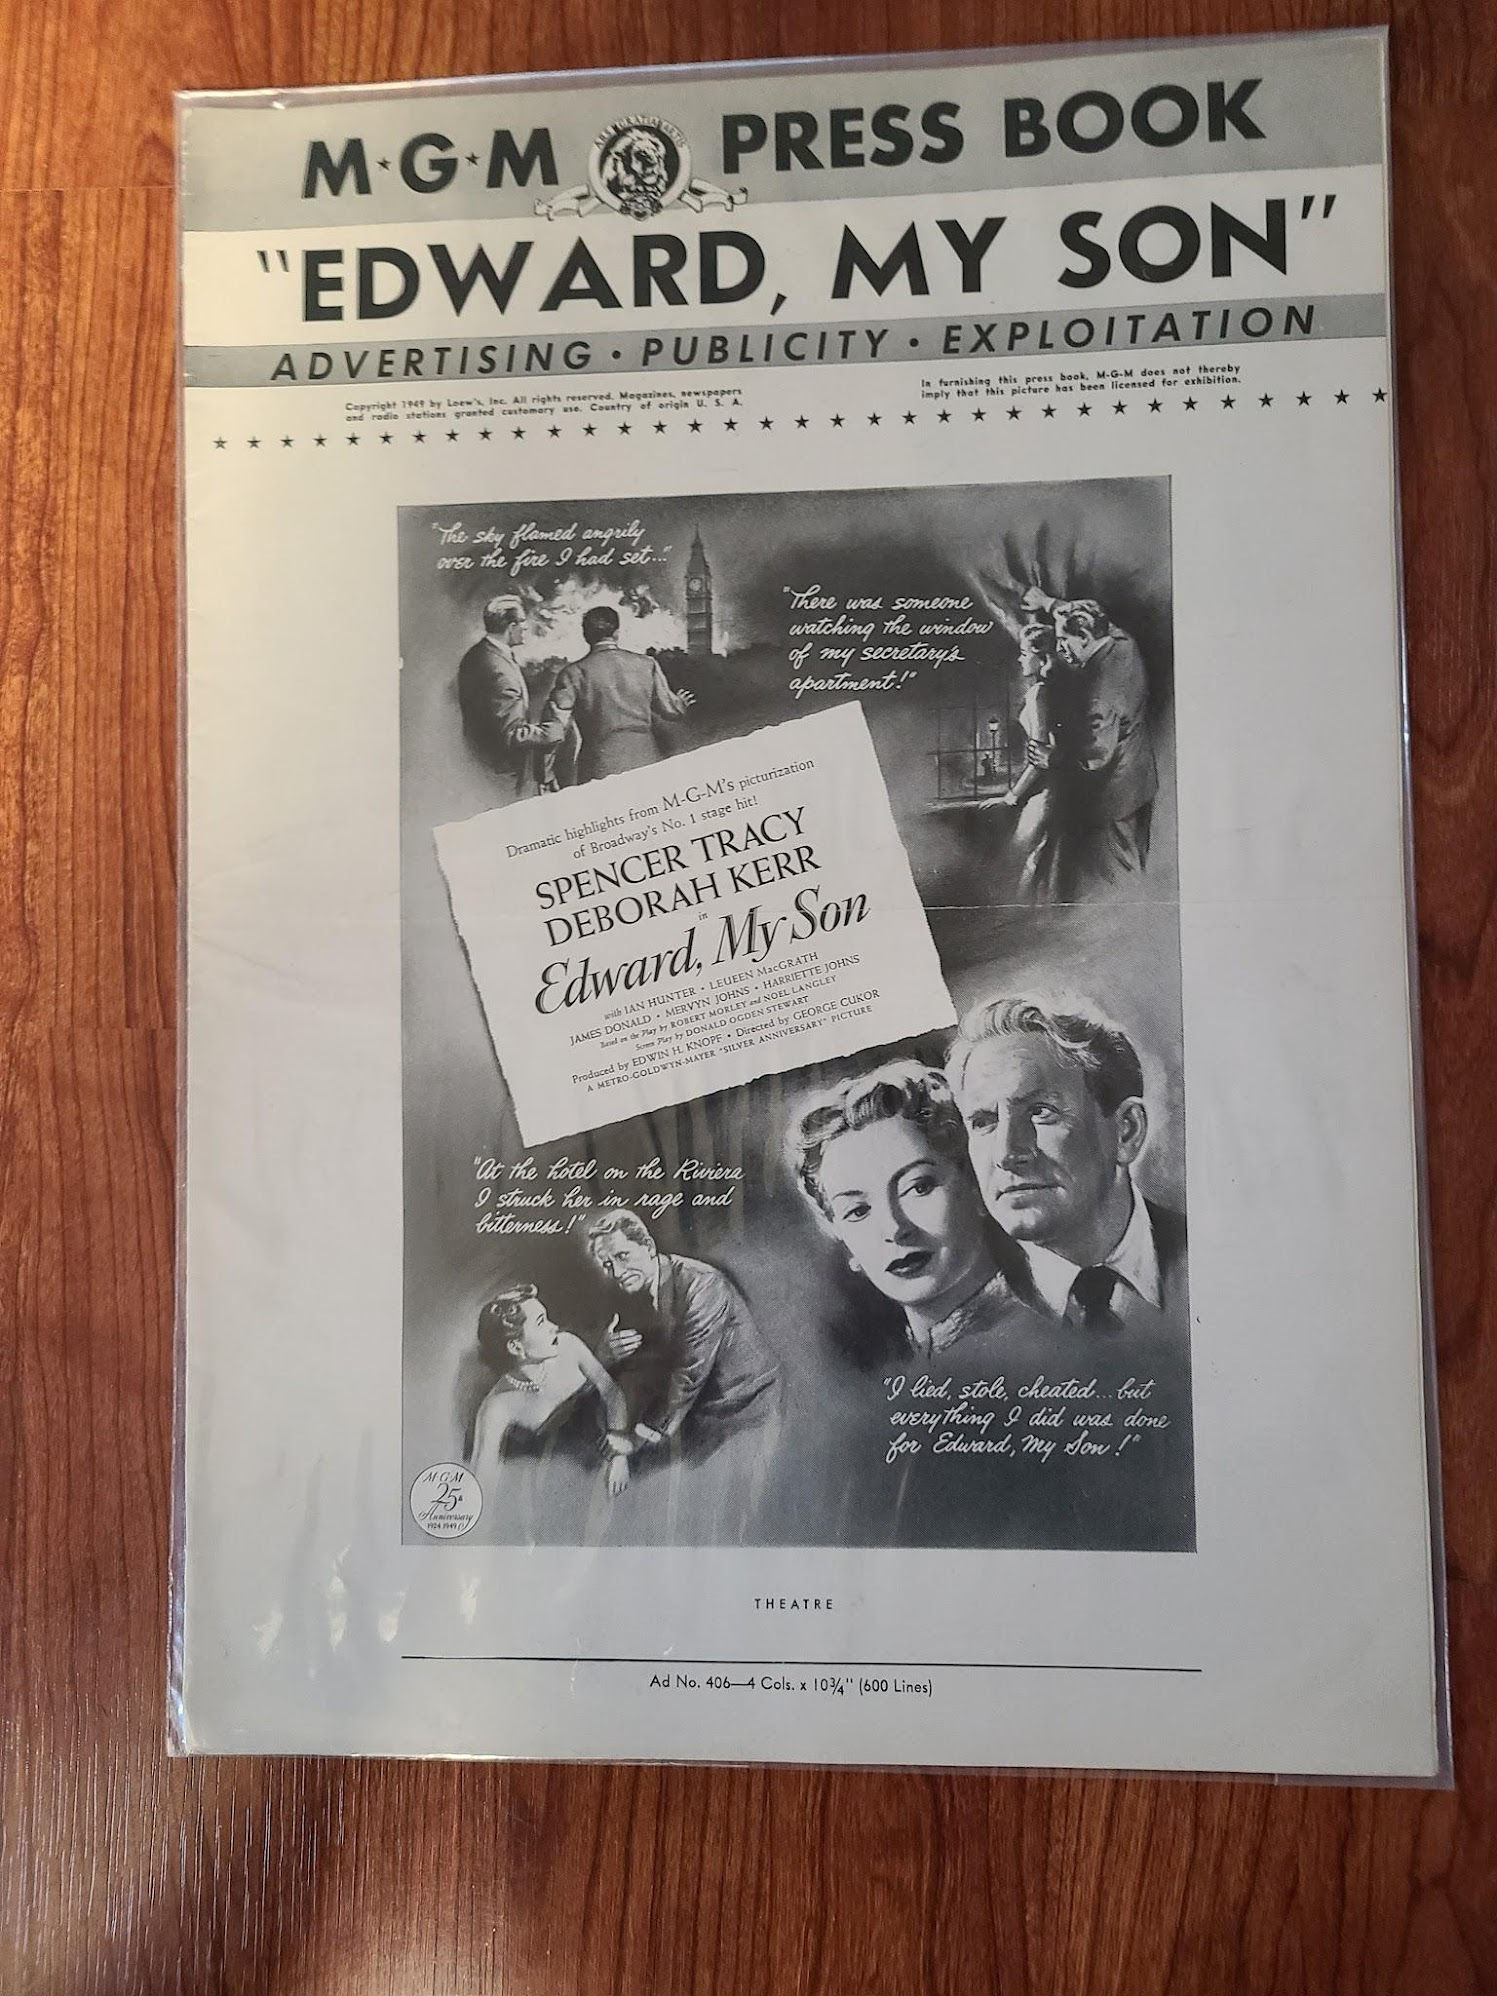 M★G★M PRESS BOOK
ARS GRATIA ARTIS
"EDWARD, MY SON"
ADVERTISING • PUBLICITY • EXPLOITATION
Copyright 1949 by Loew's, Inc. All rights reserved. Magazines, newspapers
and radio stations granted customary use. Country of origin U. S. A.
In furnishing this press book, M-G-M does not thereby
imply that this picture has been licensed for exhibition.
"The sky flamed angrily
over the fire I had set..."
"There was someone
watching the window
of my secretary's
apartment!"
Dramatic highlights from M-G-M's picturization
of Broadway's No. 1 stage hit!
SPENCER TRACY
DEBORAH KERR
in
Edward, My Son
with IAN HUNTER • LEUEEN MacGRATH
JAMES DONALD • MERVYN JOHNS • HARRIETTE JOHNS
Based on the Play by ROBERT MORLEY and NOEL LANGLEY
Screen Play by DONALD OGDEN STEWART
Produced by EDWIN H. KNOPF • Directed by GEORGE CUKOR
A METRO-GOLDWYN-MAYER "SILVER ANNIVERSARY" PICTURE
"At the hotel on the Riviera
I struck her in rage and
bitterness!"
"I lied, stole, cheated...but
everything I did was done
for Edward, My Son!"
M-G-M
25th
Anniversary
1924 1949
THEATRE
Ad No. 406—4 Cols. x 10¾" (600 Lines)